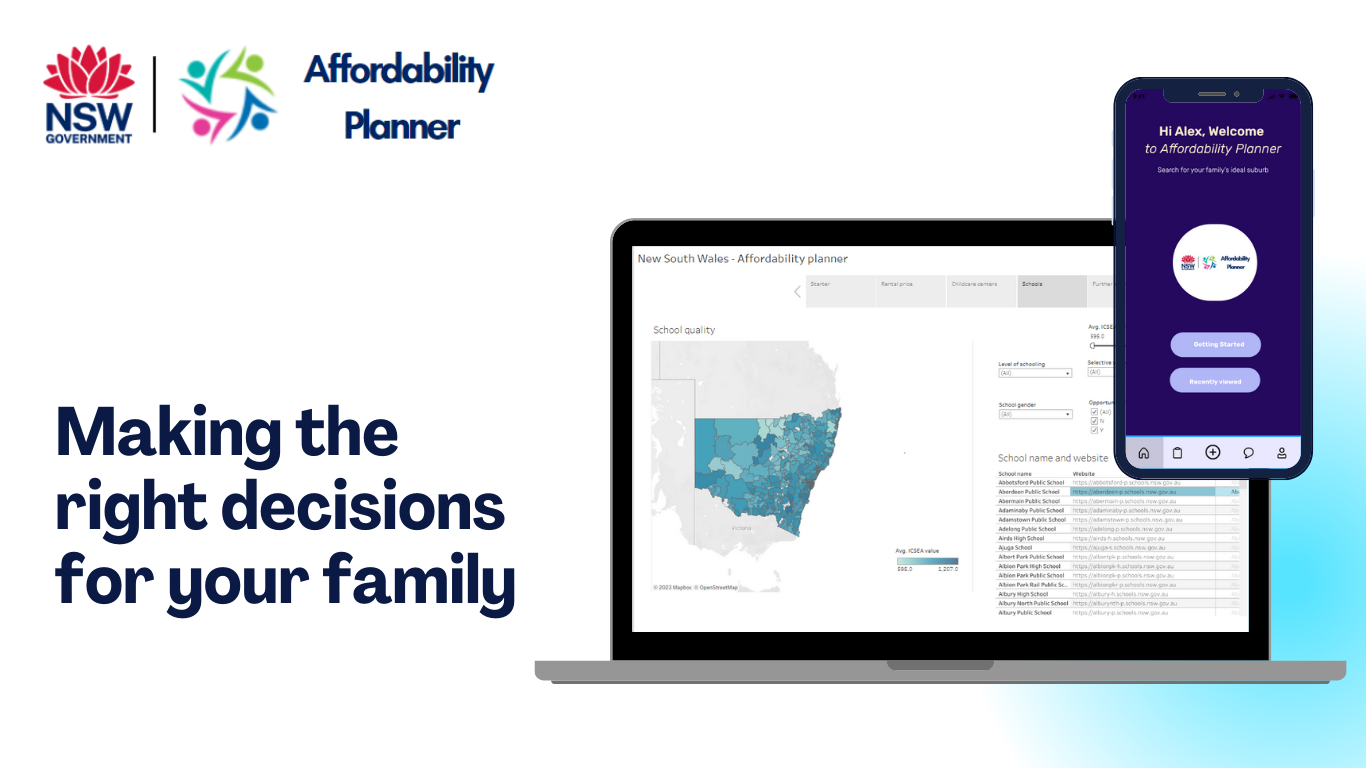 NSW
GOVERNMENT
Affordability
Planner
Making the
right decisions
for your family
New South Wales - Affordability planner
Starter
Rental price
Childcare centers
Schools
Further
School quality
Victoria
© 2023 Mapbox © OpenStreetMap
Avg. ICSEA value
595.0 1,207.0
Avg. ICSEA
595.0
Level of schooling
(All)
Selective
(All)
School gender
(All)
Opportun
(All)
N
Y
School name and website
School name Website
Abbotsford Public School https://abbotsford-p.schools.nsw.gov.au
Aberdeen Public School https://aberdeen-p.schools.nsw.gov.au
Abermain Public School https://abermain-p.schools.nsw.gov.au
Adaminaby Public School https://adaminaby-p.schools.nsw.gov.au
Adamstown Public School https://adamstown-p.schools.nsw.gov.au
Adelong Public School https://adelong-p.schools.nsw.gov.au
Airds High School https://airds-h.schools.nsw.gov.au
Ajuga School https://ajuga-s.schools.nsw.gov.au
Albert Park Public School https://albertpk-p.schools.nsw.gov.au
Albion Park High School https://albionpk-h.schools.nsw.gov.au
Albion Park Public School https://albionpk-p.schools.nsw.gov.au
Albion Park Rail Public Sc.. https://albionpkr-p.schools.nsw.gov.au
Albury High School https://albury-h.schools.nsw.gov.au
Albury North Public School https://alburynth-p.schools.nsw.gov.au
Albury Public School https://albury-p.schools.nsw.gov.au
Hi Alex, Welcome
to Affordability Planner
Search for your family's ideal suburb
NSW
Affordability
Planner
Getting Started
Recently viewed